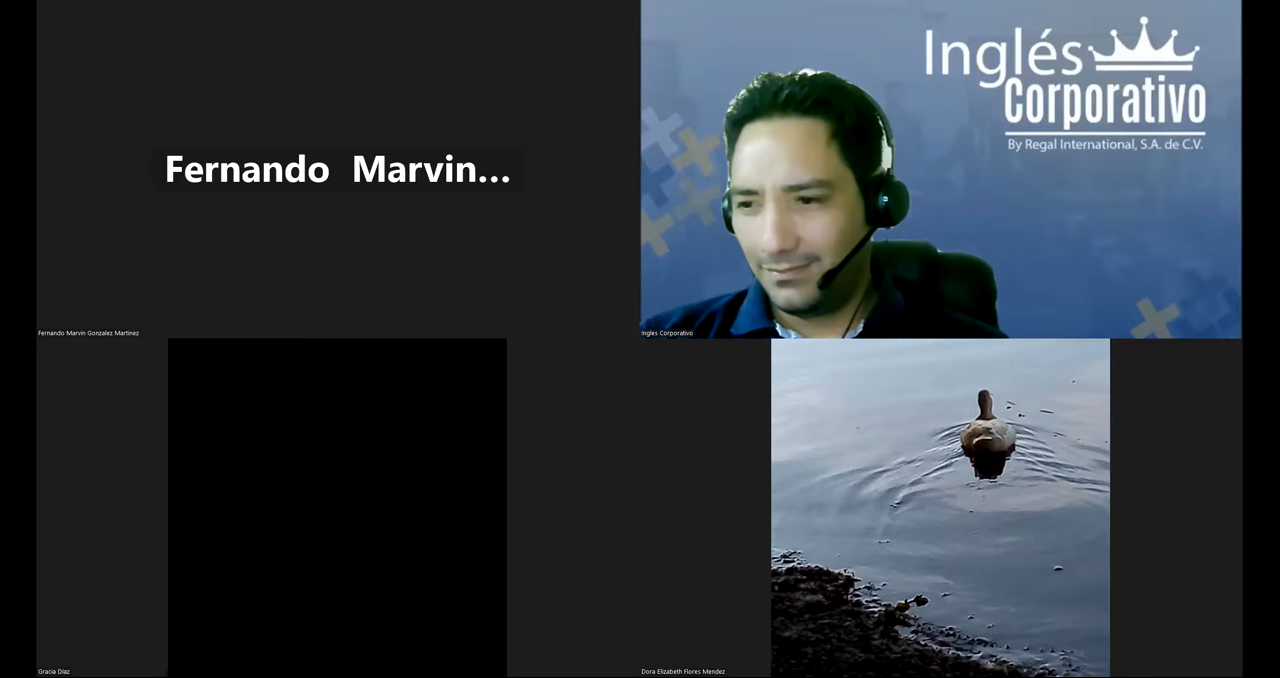 Fernando Marvin...
Fernando Marvin Gonzalez Martinez
Inglés
Corporativo
By Regal International, S.A. de C.V.
Ingles Corporativo
Gracia Díaz
Dora Elizabeth Flores Mendez